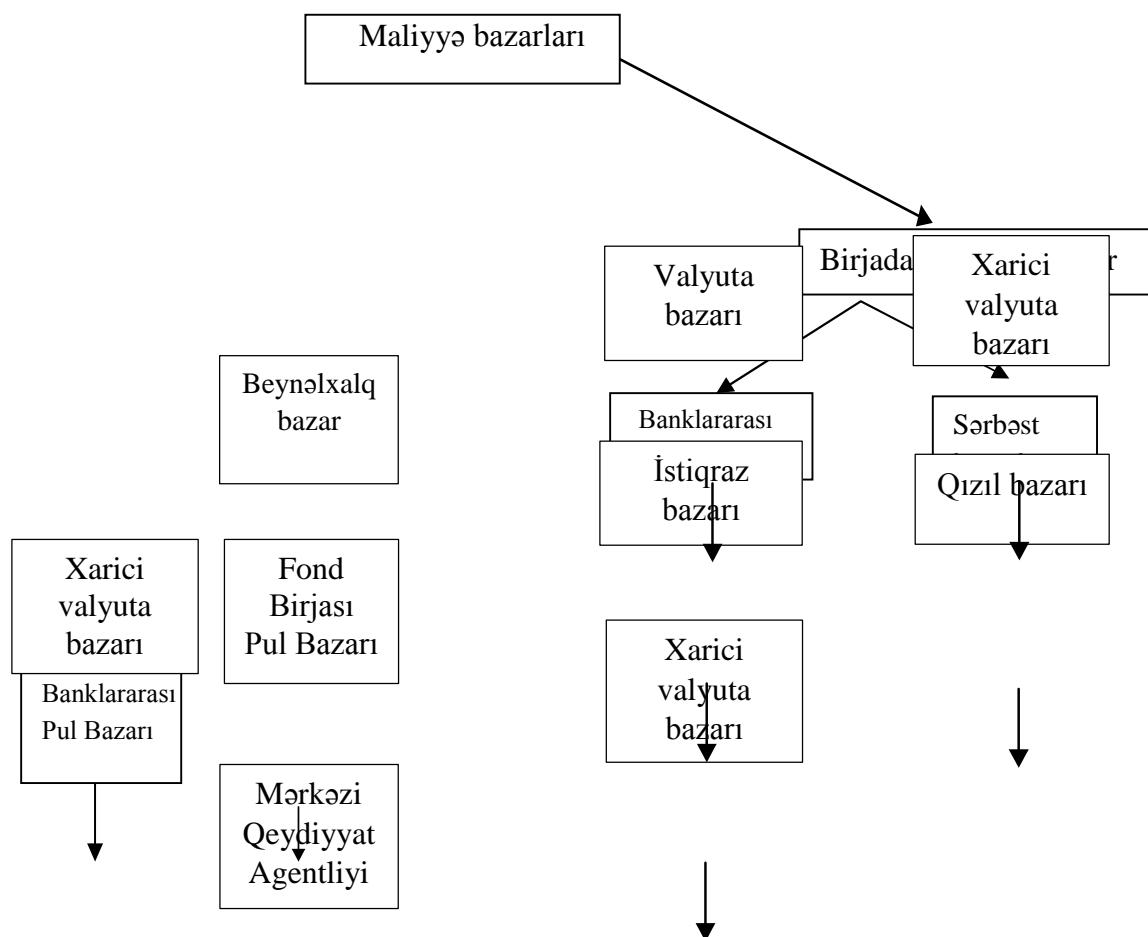 Maliyyə bazarları
Valyuta
bazarı
Birjada
Xarici
valyuta
bazarı
Beynəlxalq
bazar
Banklararası
İstiqraz
bazarı
Sərbəst
Qızıl bazarı
Xarici
valyuta
bazarı
Banklararası
Pul Bazarı
Fond
Birjası
Pul Bazarı
Xarici
valyuta
bazarı
Mərkəzi
Qeydiyyat
Agentliyi